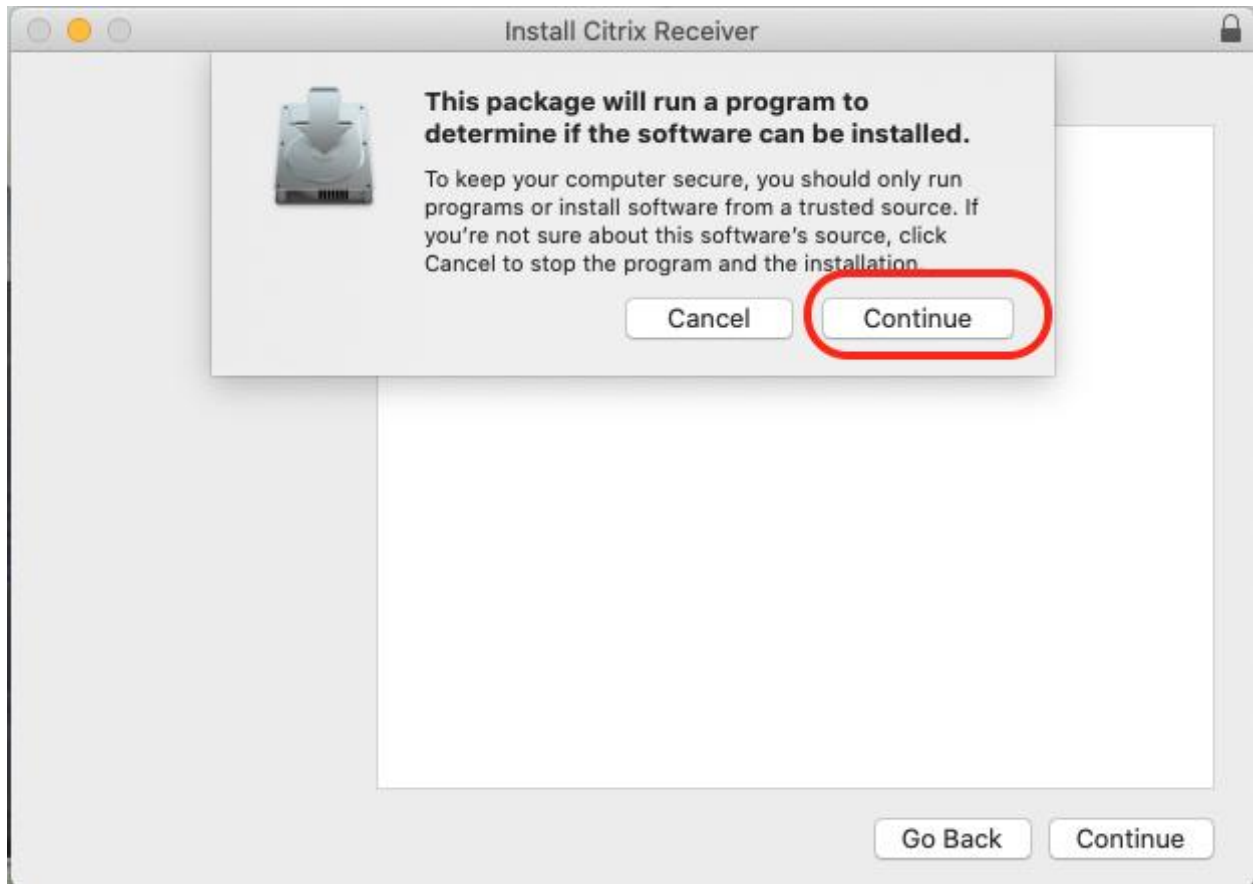 Install Citrix Receiver
This package will run a program to
determine if the software can be installed.
To keep your computer secure, you should only run
programs or install software from a trusted source. If
you're not sure about this software's source, click
Cancel to stop the program and the installation.
Cancel
Continue
Go Back
Continue